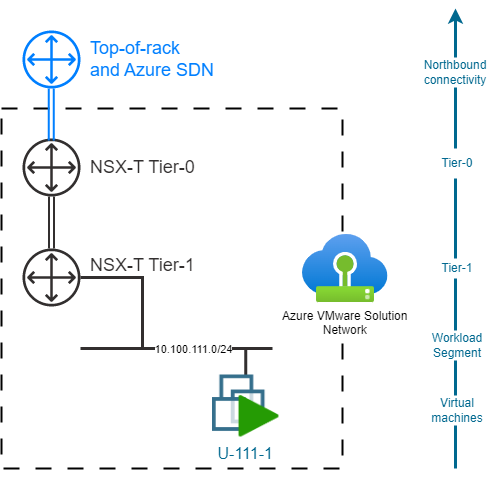 Top-of-rack
and Azure SDN
Northbound
connectivity
NSX-T Tier-0
Tier-0
NSX-T Tier-1
Tier-1
Azure VMware Solution
Network
10.100.111.0/24
Workload
Segment
Virtual
machines
U-111-1